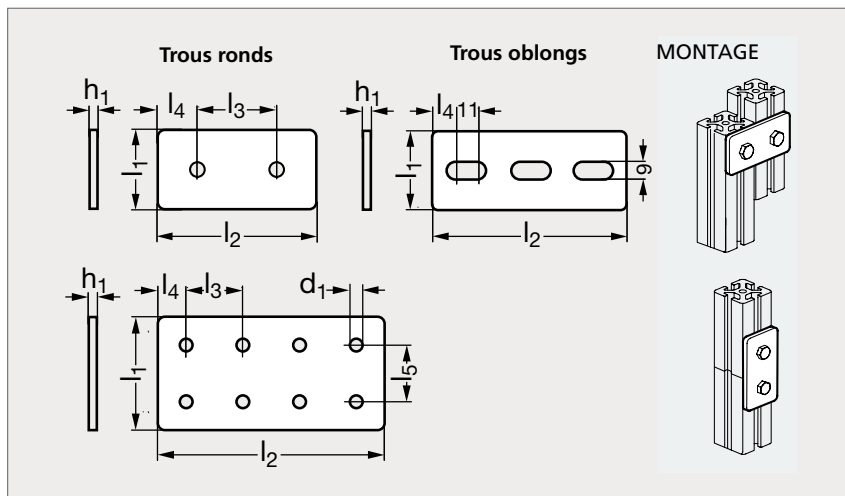 Trous ronds
Trous oblongs
MONTAGE
h1
l4
l3
l1
l2
h1
l4
11
l1
9
l2
h1
l4
l3
d1
l1
l5
l2